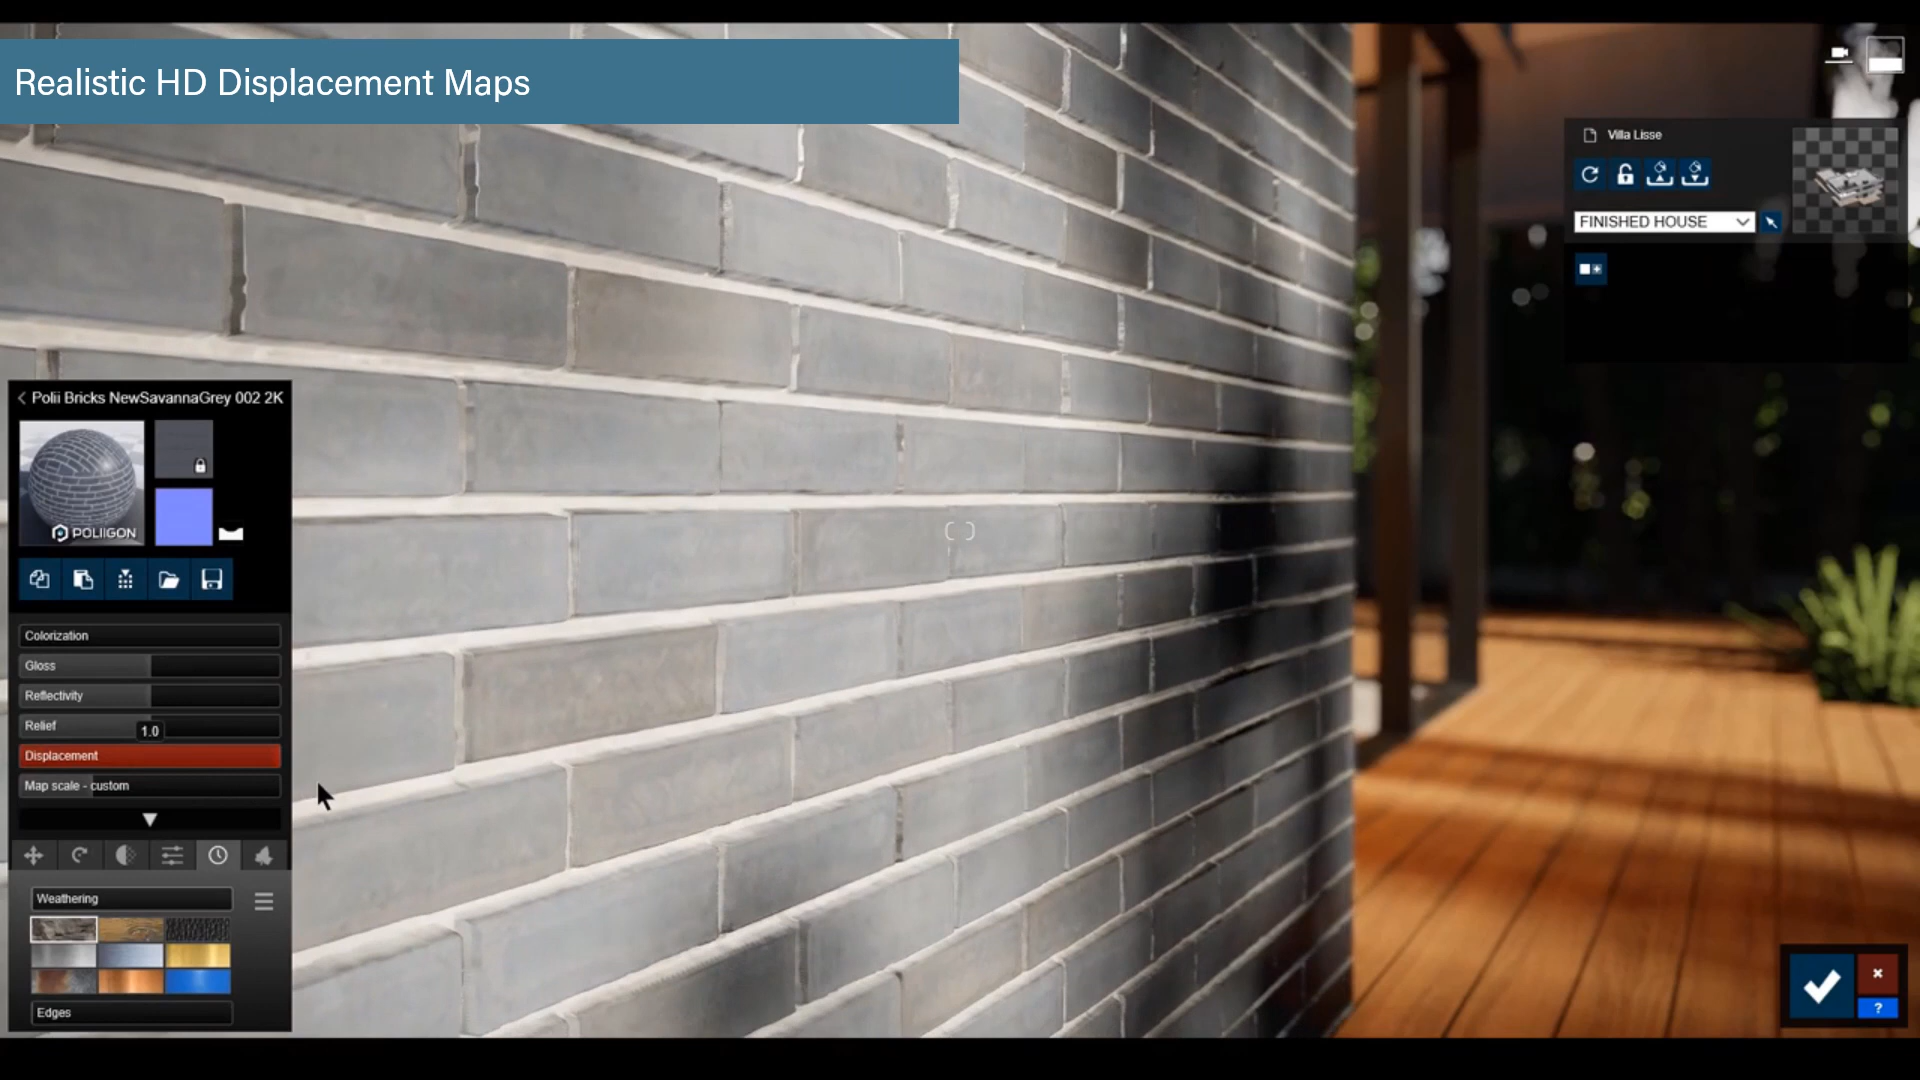 Realistic HD Displacement Maps
Villa Lisse
FINISHED HOUSE
Polii Bricks NewSavannaGrey 002 2K
POLIIGON
Colorization
Gloss
Reflectivity
Relief
1.0
Displacement
Map scale - custom
Weathering
Edges
?